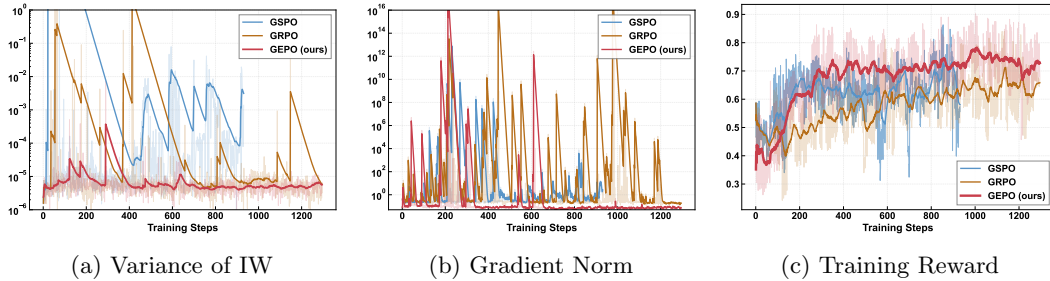 10^0
10^-1
10^-2
10^-3
10^-4
10^-5
10^-6
0 200 400 600 800 1000 1200
Training Steps
GSPO
GRPO
GEPO (ours)
(a) Variance of IW
10^16
10^14
10^12
10^10
10^8
10^6
10^4
10^2
10^0
0 200 400 600 800 1000 1200
Training Steps
GSPO
GRPO
GEPO (ours)
(b) Gradient Norm
0.9
0.8
0.7
0.6
0.5
0.4
0.3
0 200 400 600 800 1000 1200
Training Steps
GSPO
GRPO
GEPO (ours)
(c) Training Reward